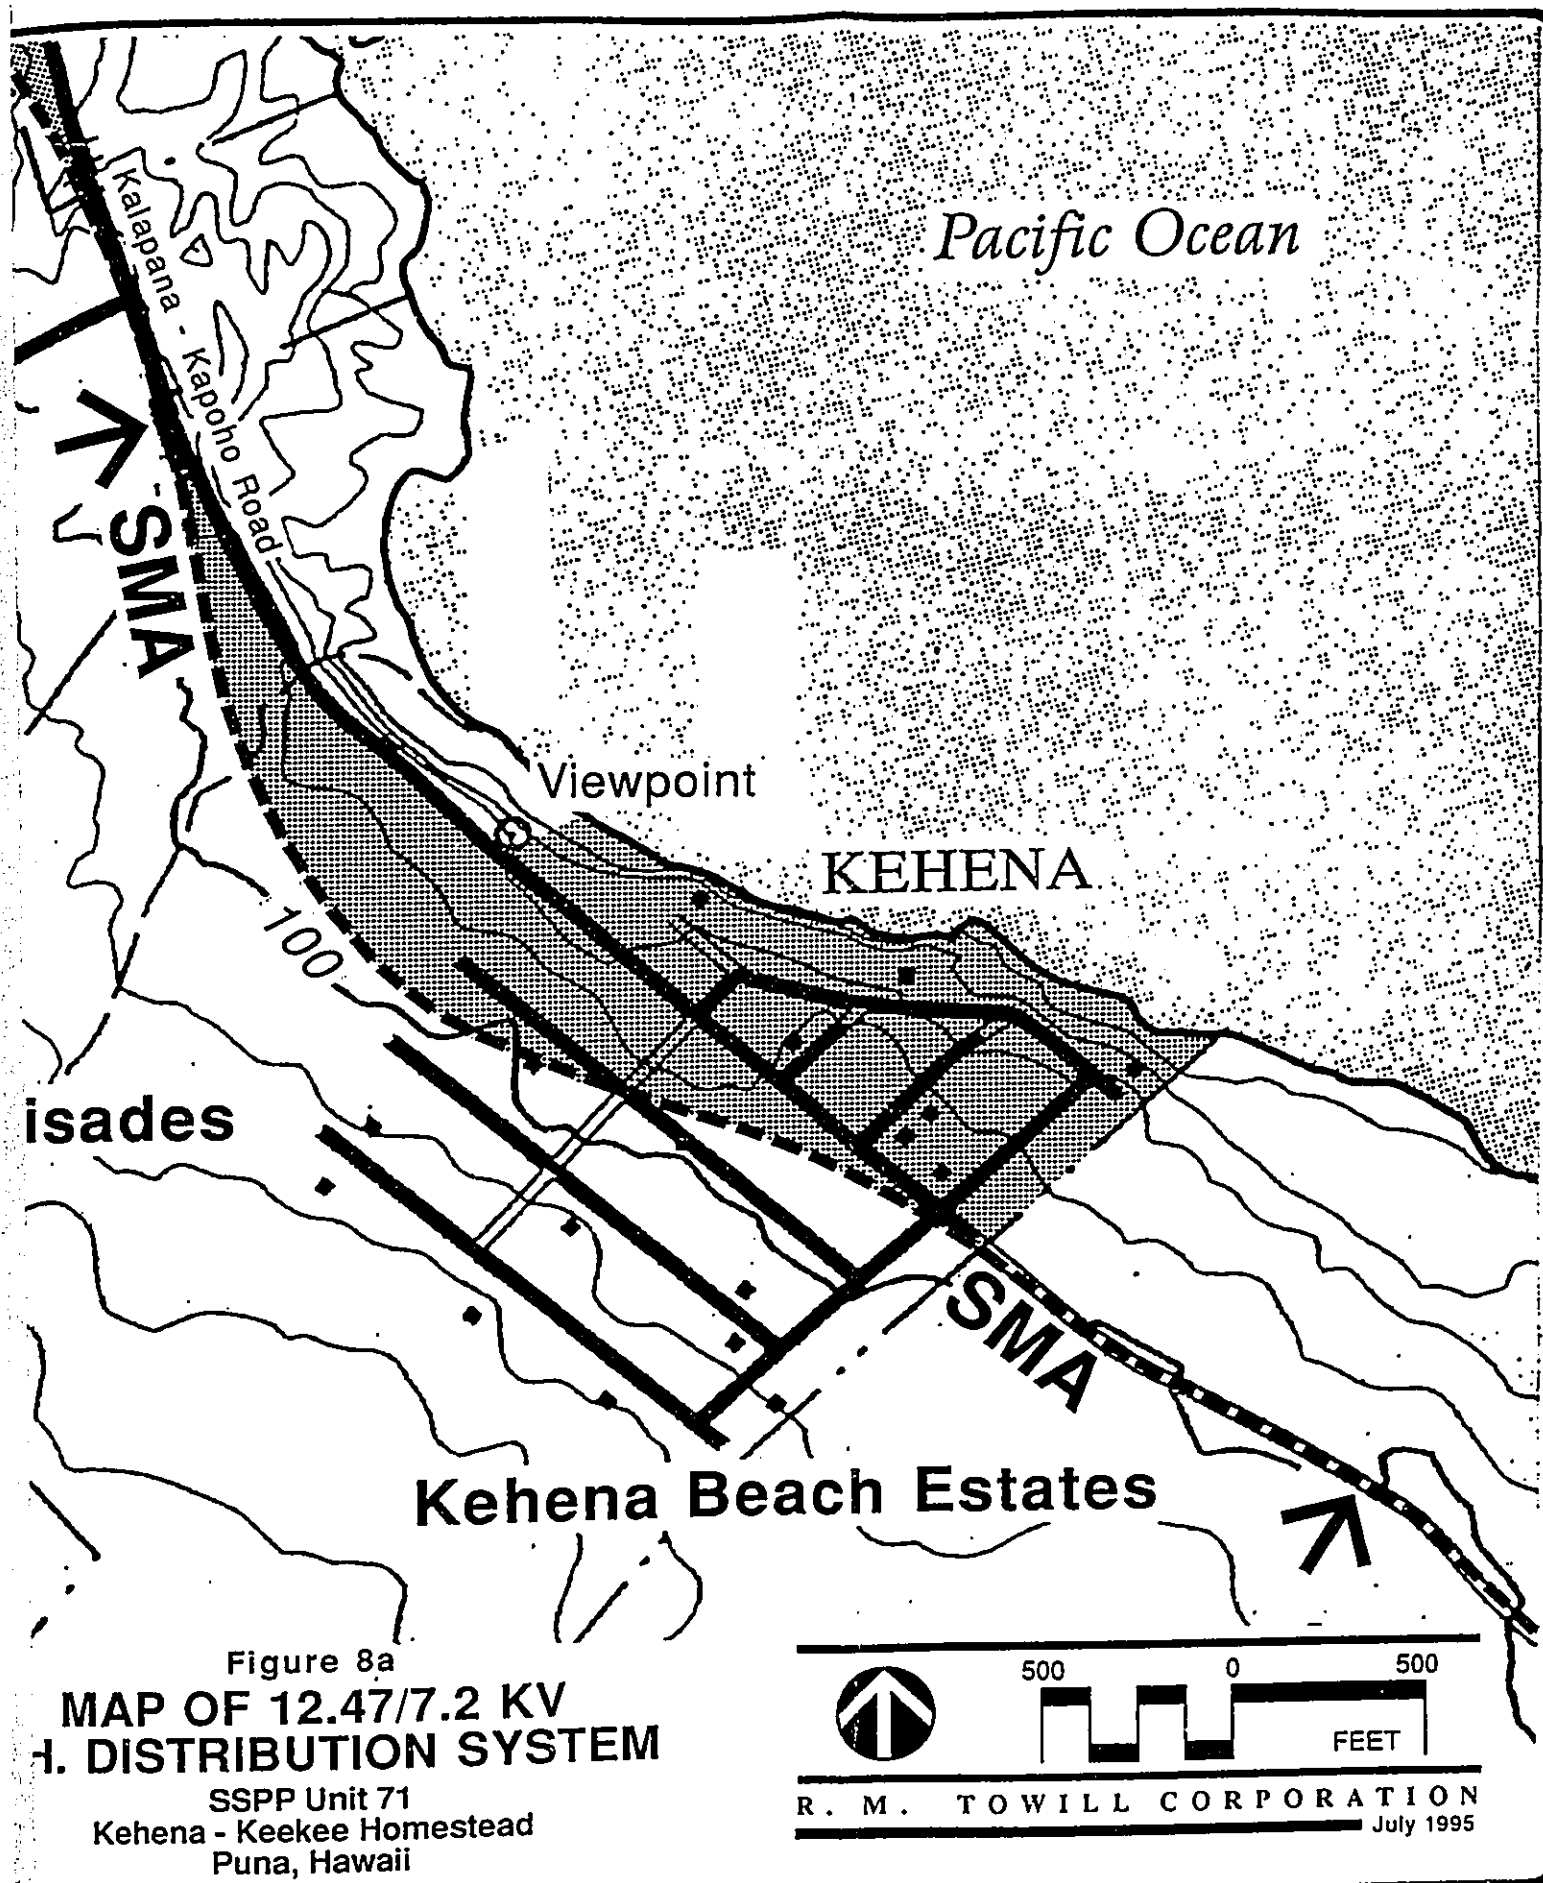 Pacific Ocean
Kalapana - Kapoho Road
SMA
Viewpoint
KEHENA
100
isades
SMA
Kehena Beach Estates
Figure 8a
MAP OF 12.47/7.2 KV
H. DISTRIBUTION SYSTEM
SSPP Unit 71
Kehena - Keekee Homestead
Puna, Hawaii
500 0 500
FEET
R. M. TOWILL CORPORATION
July 1995